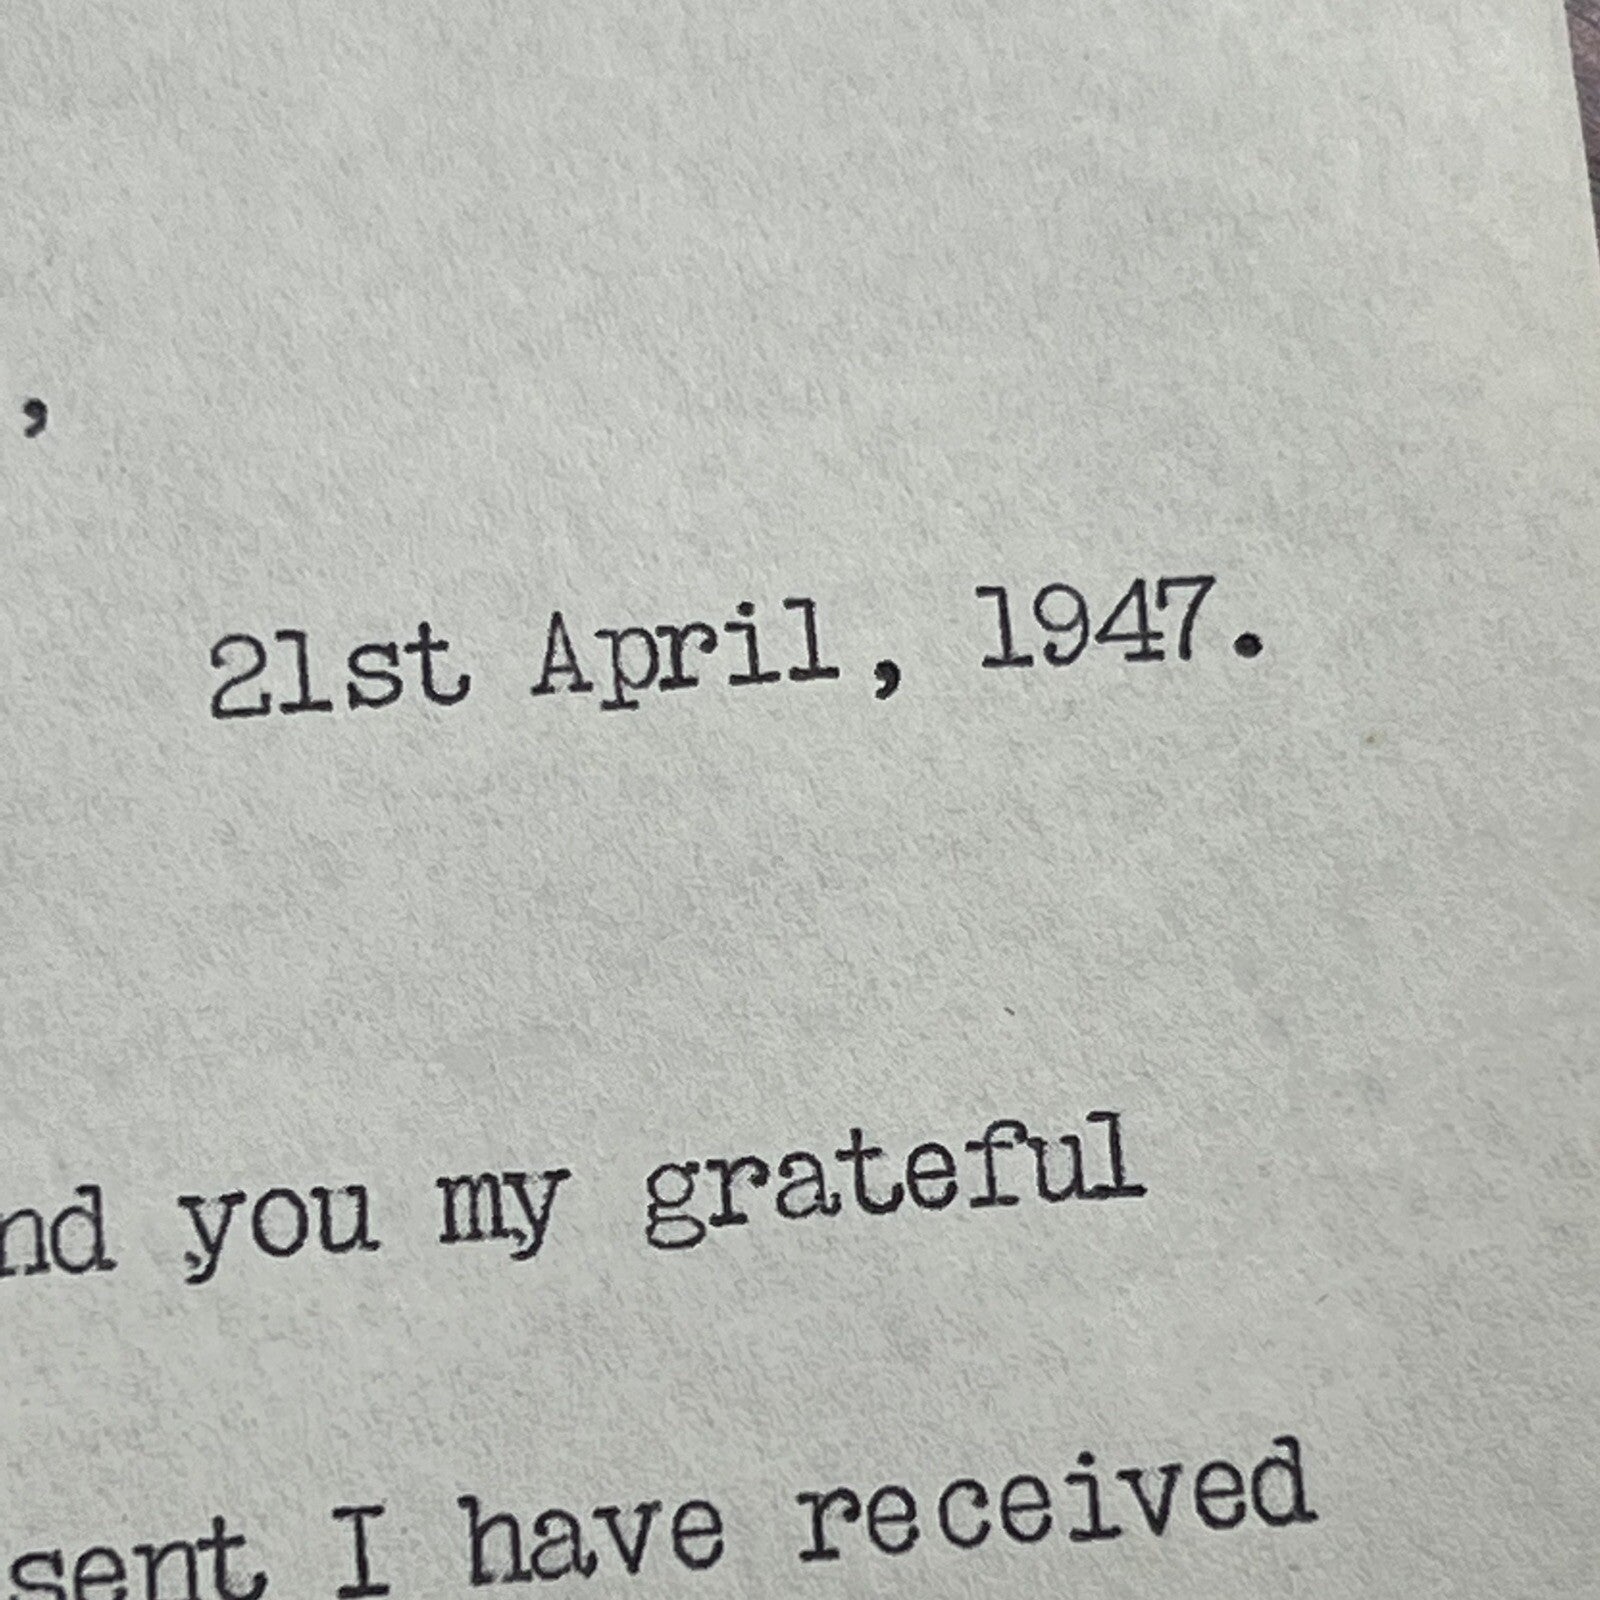 ,
21st April, 1947.
nd you my grateful
sent I have received